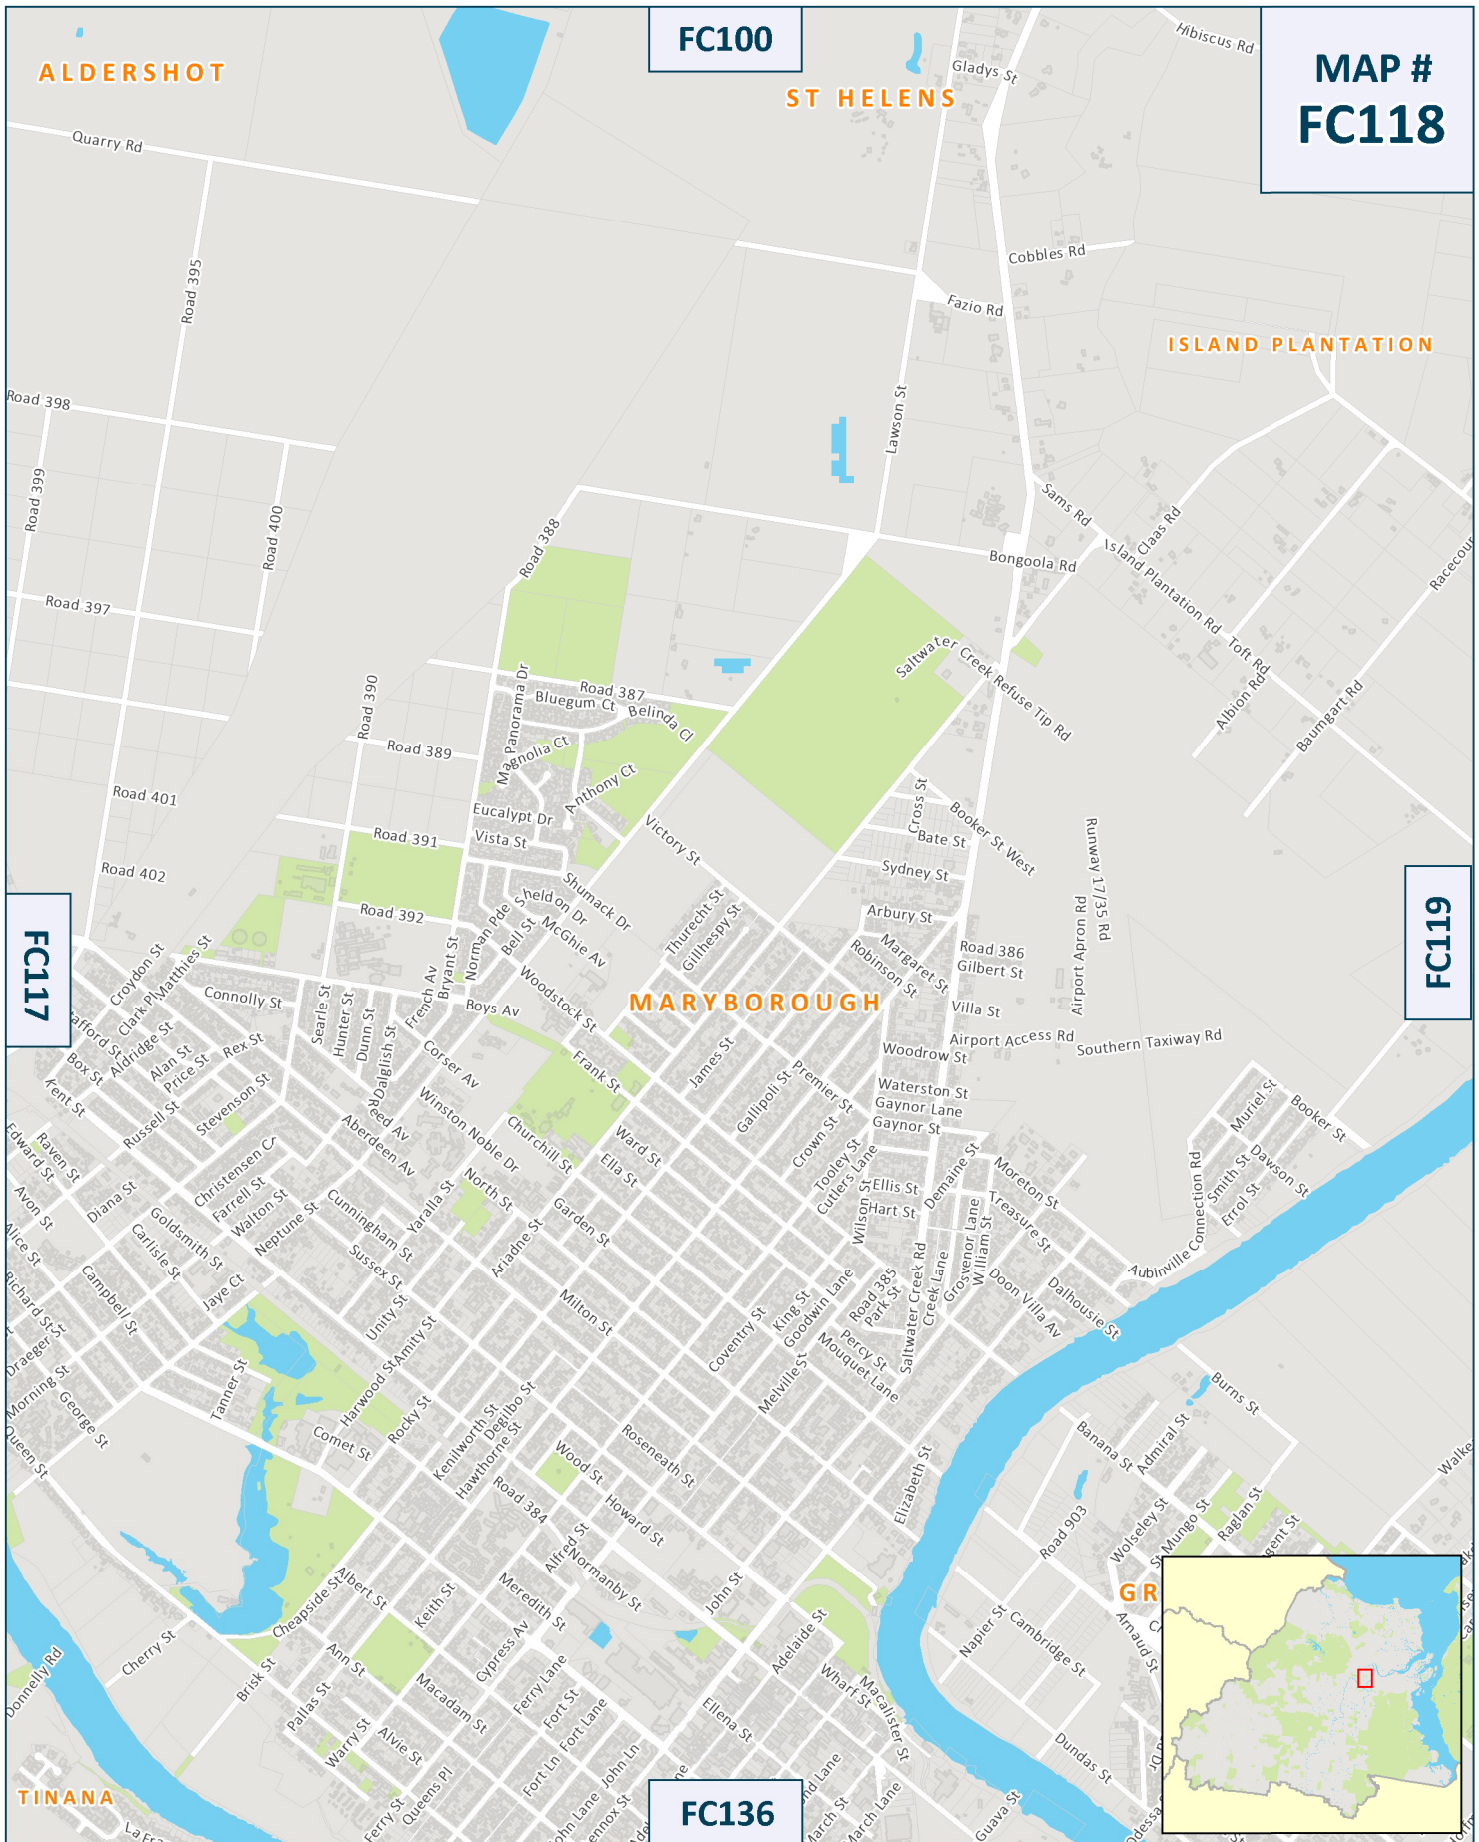 FC100
MAP #
FC118
ALDERSHOT
ST HELENS
Hibiscus Rd
Gladys St
Quarry Rd
Cobbles Rd
Road 395
Fazio Rd
ISLAND PLANTATION
Road 398
Lawson St
Road 399
Road 400
Road 388
Sams Rd
Claas Rd
Bongoola Rd
Island Plantation Rd
Road 397
Toft Rd
Saltwater Creek Refuse Tip Rd
Road 390
Panorama Dr
Road 387
Bluegum Ct
Belinda Cl
Albion Rd
Baumgart Rd
Road 389
Magnolia Ct
Anthony Ct
Road 401
Eucalypt Dr
Victory St
Cross St
Booker St West
Runway 17/35 Rd
Road 391
Vista St
Bate St
Road 402
Sydney St
Sheldon Dr
Shumack Dr
Thurecht St
Gillhespy St
Arbury St
Airport Apron Rd
FC119
FC117
Road 392
Norman Pde
Bell St
McGhie Av
Robinson St
Margaret St
Road 386
Gilbert St
Croydon St
Matthies St
Clark Pl
Connolly St
Searle St
Hunter St
Dunn St
Dalglish St
French Av
Bryant St
Boys Av
Woodstock St
MARYBOROUGH
Villa St
Airport Access Rd
Southern Taxiway Rd
Aldridge St
Box St
Alan St
Price St
Rex St
Kent St
Corser Av
Frank St
James St
Woodrow St
Waterston St
Gaynor Lane
Gaynor St
Premier St
Gallipoli St
Muriel St
Booker St
Stevenson St
Russell St
Reed Av
Aberdeen Av
Winston Noble Dr
Churchill St
Ward St
Ella St
Crown St
Tooley St
Cutlers Lane
Edward St
Raven St
Diana St
Christensen Cr
Farrell St
Walton St
Neptune St
Cunningham St
Yaralla St
North St
Garden St
Ariadne St
Wilson St
Ellis St
Hart St
Demaine St
Moreton St
Treasure St
Grosvenor Lane
William St
Smith St
Dawson St
Errol St
Aubinville Connection Rd
Avon St
Alice St
Carlisle St
Goldsmith St
Sussex St
Richard St
Campbell St
Jaye Ct
Unity St
Amity St
Milton St
Coventry St
King St
Goodwin Lane
Road 385
Park St
Saltwater Creek Rd
Creek Lane
Doon Villa Av
Dalhousie St
Draeger St
Morning St
George St
Tanner St
Harwood St
Rocky St
Percy St
Mouquet Lane
Melville St
Burns St
Queen St
Comet St
Kenilworth St
Degilbo St
Hawthorne St
Wood St
Roseneath St
Banana St
Admiral St
Road 384
Howard St
Elizabeth St
Road 903
Wolseley St
St Mungo St
Raglan St
Alfred St
Normanby St
Albert St
Cheapside St
Keith St
Meredith St
John St
Adelaide St
Napier St
Cambridge St
Arnaud St
Cherry St
Donnelly Rd
Brisk St
Ann St
Cypress Av
Macadam St
Ferry Lane
Fort St
Fort Lane
Wharf St
Macalister St
Pallas St
Warry St
Alvie St
Ellena St
Dundas St
TINANA
Ferry St
Queens Pl
Fort Ln
John Ln
FC136
March St
March Lane
Guava St